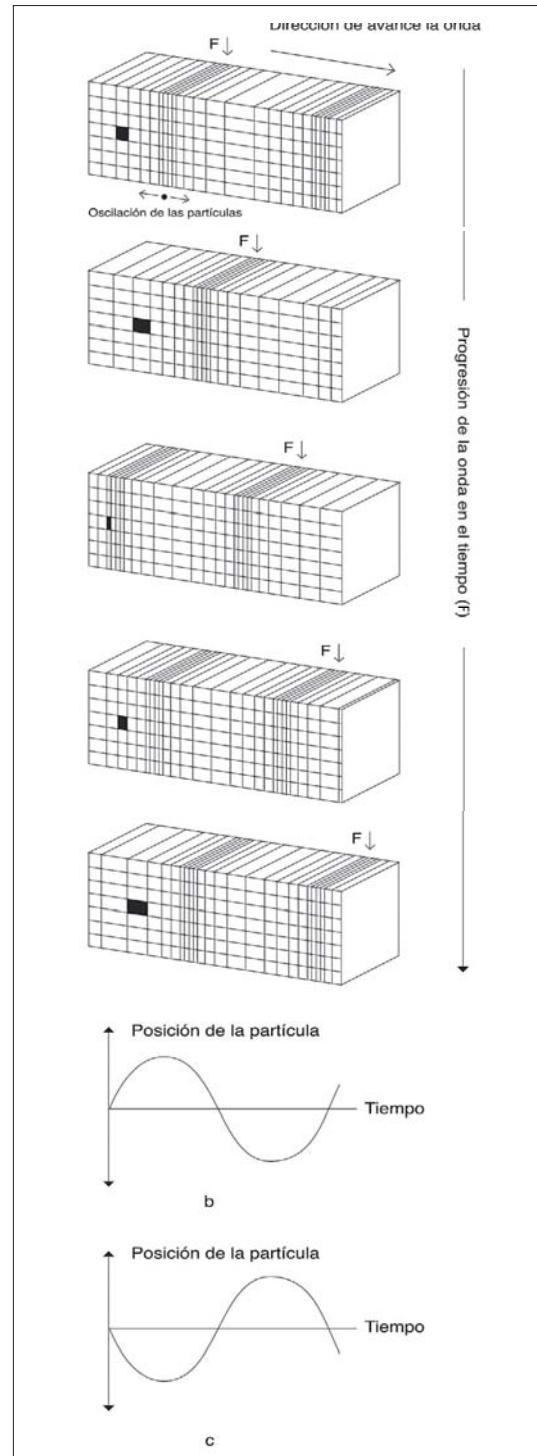 Dirección de avance la onda
F
Oscilación de las partículas
F
F
F
F
Progresión de la onda en el tiempo (F)
Posición de la partícula
Tiempo
b
Posición de la partícula
Tiempo
c